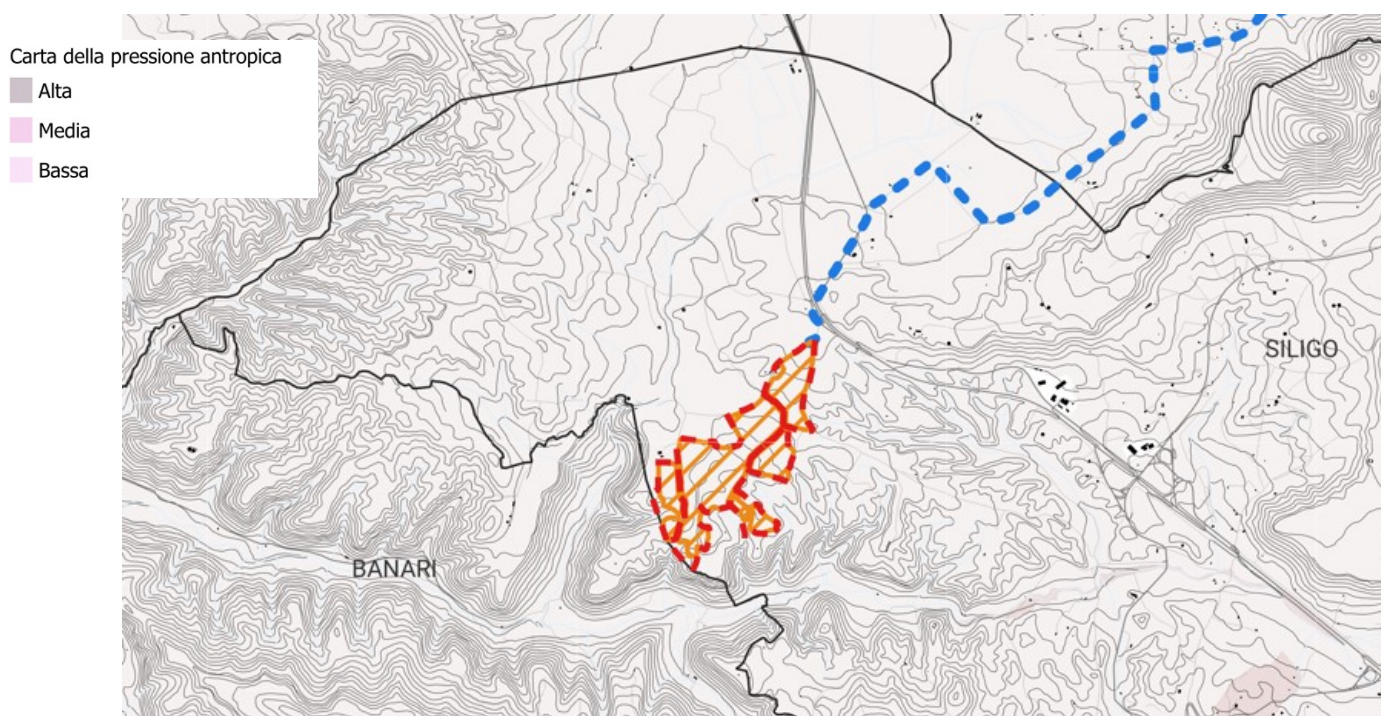 Carta della pressione antropica
Alta
Media
Bassa
SILIGO
BANARI